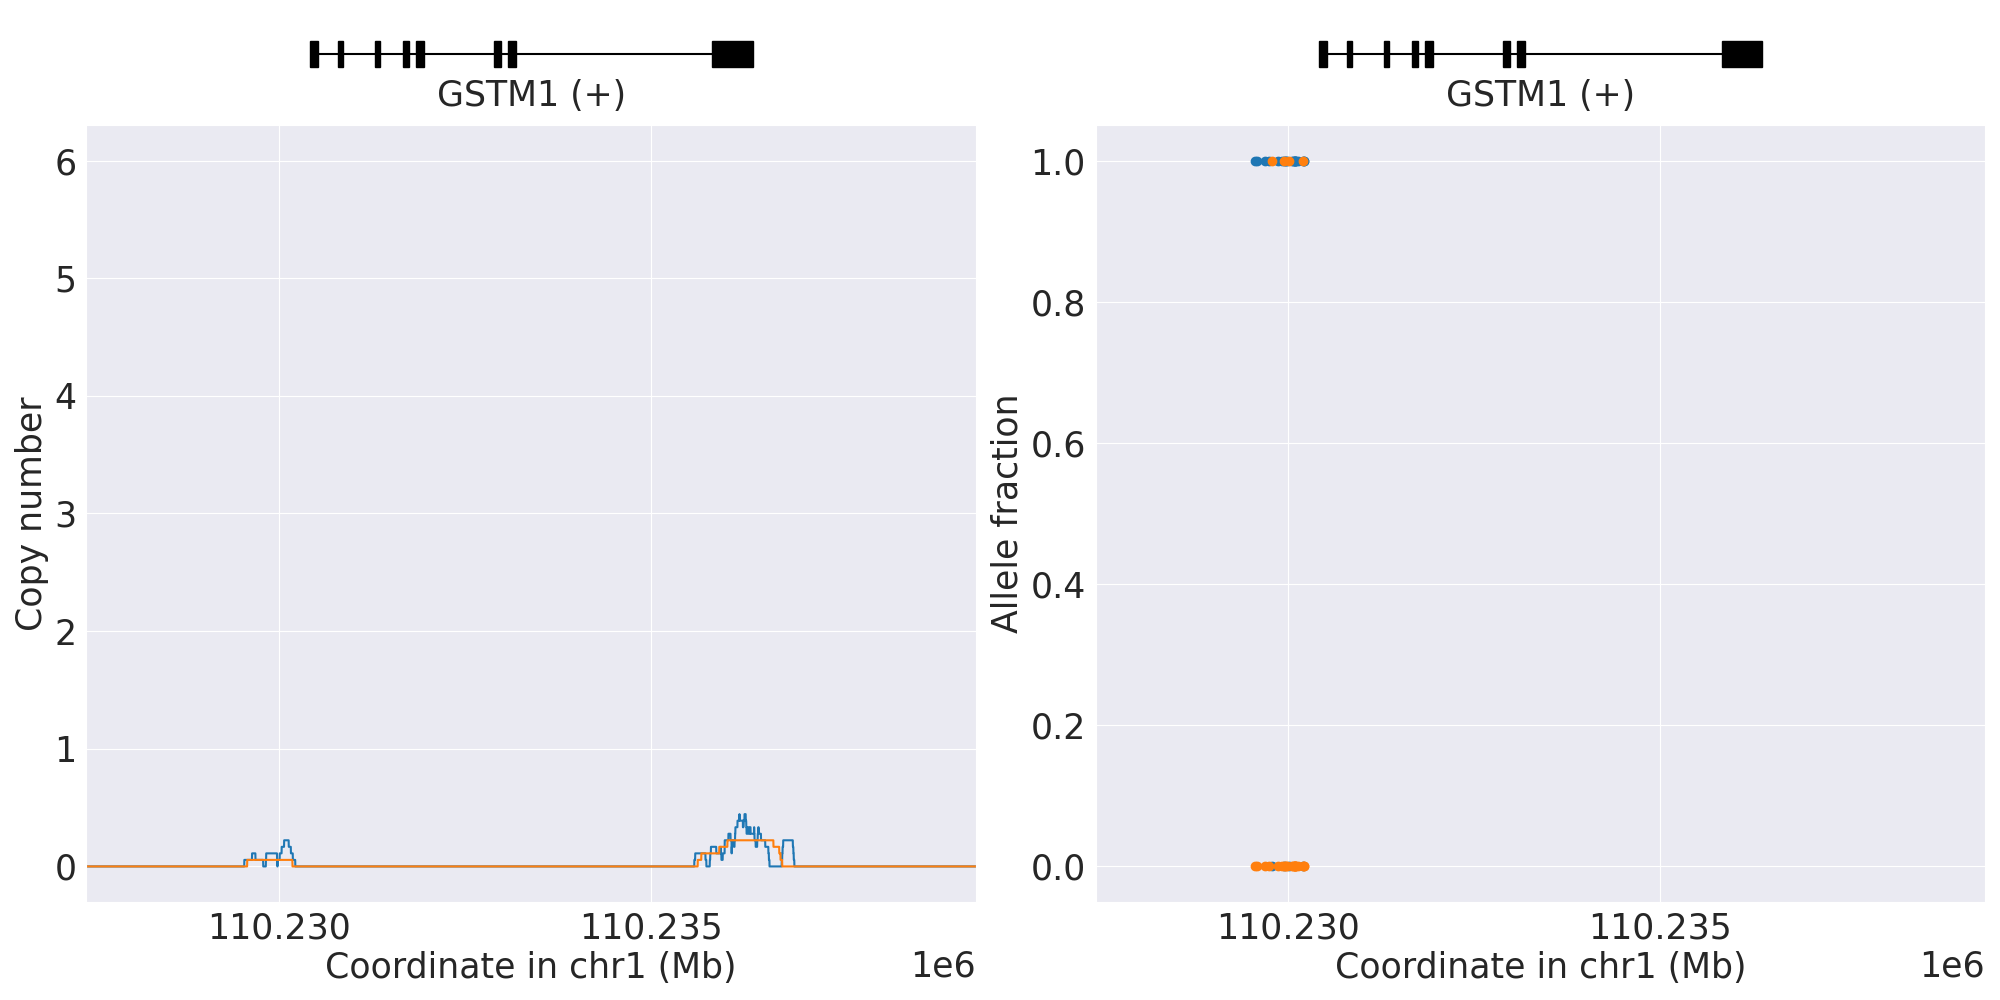 GSTM1 (+)
6
5
4
3
2
1
0
Copy number
110.230
110.235
Coordinate in chr1 (Mb)
1e6
GSTM1 (+)
1.0
0.8
0.6
0.4
0.2
0.0
Allele fraction
110.230
110.235
Coordinate in chr1 (Mb)
1e6